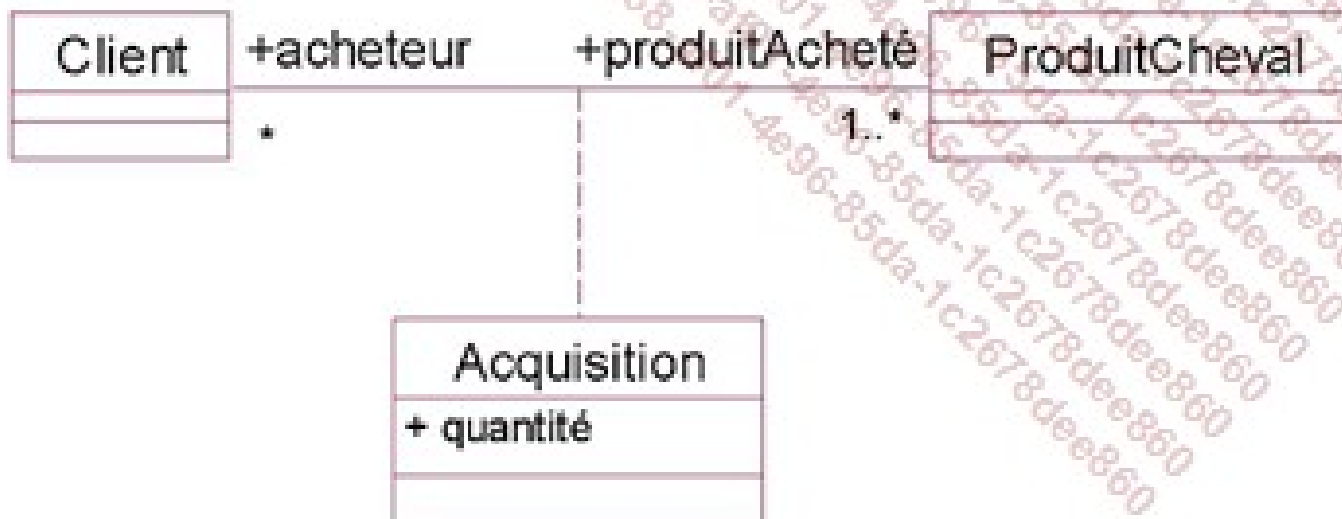 Client +acheteur +produitAcheté ProduitCheval
* 1..*
Acquisition
+ quantité